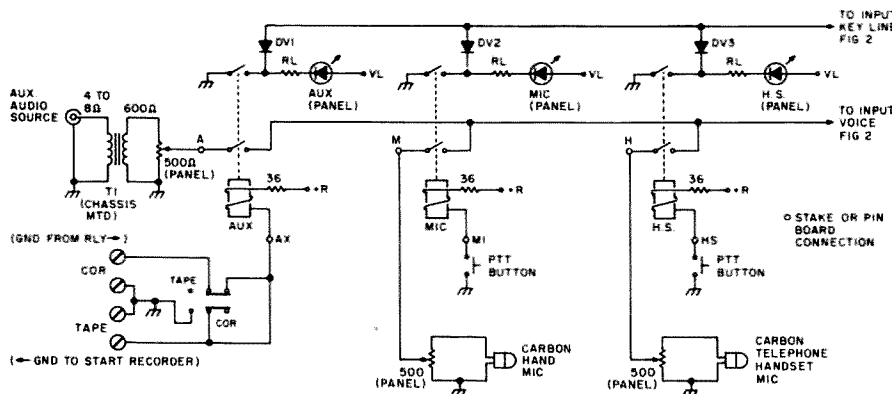 TO INPUT
KEY LINE
FIG 2
DV1
DV2
DV3
RL
RL
RL
VL
VL
VL
AUX
(PANEL)
MIC
(PANEL)
H.S.
(PANEL)
AUX.
AUDIO
SOURCE
4 TO
8Ω
600Ω
A
M
H
TO INPUT
VOICE
FIG 2
500Ω
(PANEL)
T1
(CHASSIS
MTD)
36
+R
36
+R
36
+R
AUX
MIC
H.S.
STAKE OR PIN
BOARD
CONNECTION
AX
M1
HS
PTT
BUTTON
PTT
BUTTON
(GND FROM RLY→)
COR
TAPE
COR
TAPE
(← GND TO START RECORDER)
500
(PANEL)
CARBON
HAND
MIC
500
(PANEL)
CARBON
TELEPHONE
HANDSET
MIC